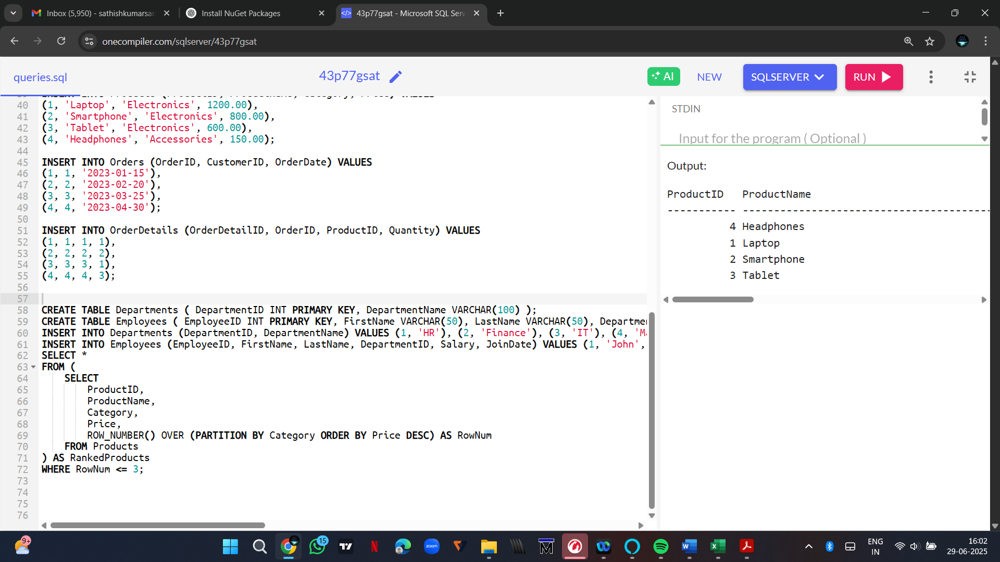 Inbox (5,950) - sathishkumarsar
Install NuGet Packages
43p77gsat - Microsoft SQL Serv
onecompiler.com/sqlserver/43p77gsat
queries.sql
43p77gsat
AI
NEW
SQLSERVER
RUN
40 (1, 'Laptop', 'Electronics', 1200.00),
41 (2, 'Smartphone', 'Electronics', 800.00),
42 (3, 'Tablet', 'Electronics', 600.00),
43 (4, 'Headphones', 'Accessories', 150.00);
44
45 INSERT INTO Orders (OrderID, CustomerID, OrderDate) VALUES
46 (1, 1, '2023-01-15'),
47 (2, 2, '2023-02-20'),
48 (3, 3, '2023-03-25'),
49 (4, 4, '2023-04-30');
50
51 INSERT INTO OrderDetails (OrderDetailID, OrderID, ProductID, Quantity) VALUES
52 (1, 1, 1, 1),
53 (2, 2, 2, 2),
54 (3, 3, 3, 1),
55 (4, 4, 4, 3);
56
57
58 CREATE TABLE Departments ( DepartmentID INT PRIMARY KEY, DepartmentName VARCHAR(100) );
59 CREATE TABLE Employees ( EmployeeID INT PRIMARY KEY, FirstName VARCHAR(50), LastName VARCHAR(50), Departmen
60 INSERT INTO Departments (DepartmentID, DepartmentName) VALUES (1, 'HR'), (2, 'Finance'), (3, 'IT'), (4, 'Ma
61 INSERT INTO Employees (EmployeeID, FirstName, LastName, DepartmentID, Salary, JoinDate) VALUES (1, 'John',
62 SELECT *
63 FROM (
64 SELECT
65 ProductID,
66 ProductName,
67 Category,
68 Price,
69 ROW_NUMBER() OVER (PARTITION BY Category ORDER BY Price DESC) AS RowNum
70 FROM Products
71 ) AS RankedProducts
72 WHERE RowNum <= 3;
73
74
75
76
STDIN
Input for the program ( Optional )
Output:
ProductID ProductName
----------- ----------------------------------------
4 Headphones
1 Laptop
2 Smartphone
3 Tablet
9+
15
zoom
ENG
IN
16:02
29-06-2025